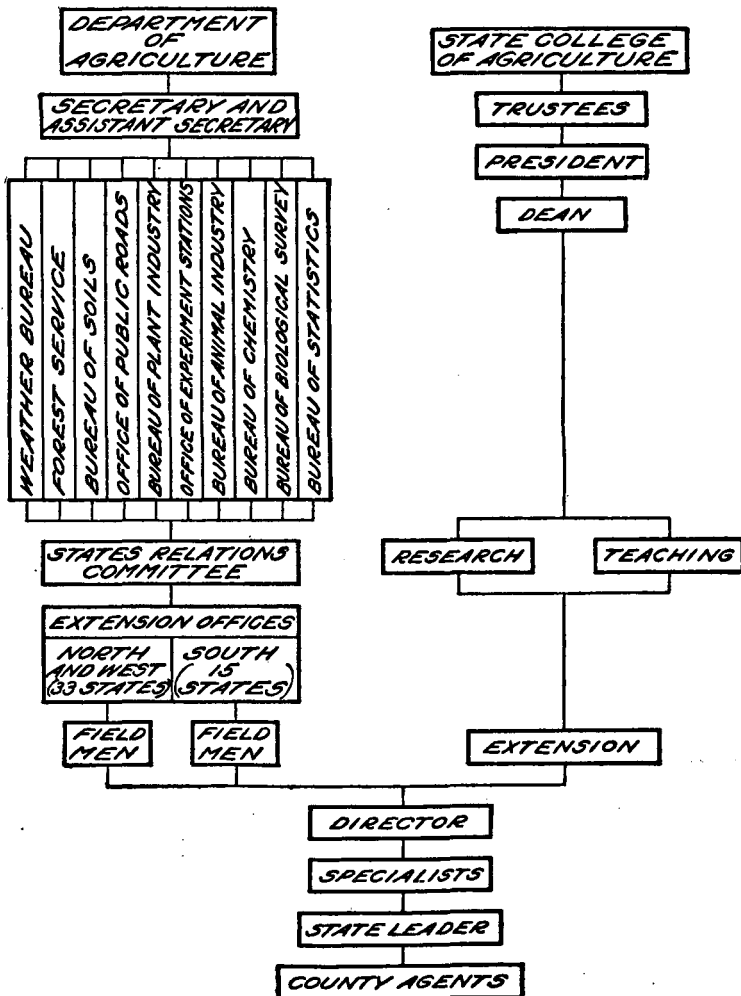 DEPARTMENT
OF
AGRICULTURE
SECRETARY AND
ASSISTANT SECRETARY
WEATHER BUREAU
FOREST SERVICE
BUREAU OF SOILS
OFFICE OF PUBLIC ROADS
BUREAU OF PLANT INDUSTRY
OFFICE OF EXPERIMENT STATIONS
BUREAU OF ANIMAL INDUSTRY
BUREAU OF CHEMISTRY
BUREAU OF BIOLOGICAL SURVEY
BUREAU OF STATISTICS
STATES RELATIONS
COMMITTEE
EXTENSION OFFICES
NORTH
AND WEST
(33 STATES)
SOUTH
(15
STATES)
FIELD
MEN
FIELD
MEN
STATE COLLEGE
OF AGRICULTURE
TRUSTEES
PRESIDENT
DEAN
RESEARCH
TEACHING
EXTENSION
DIRECTOR
SPECIALISTS
STATE LEADER
COUNTY AGENTS